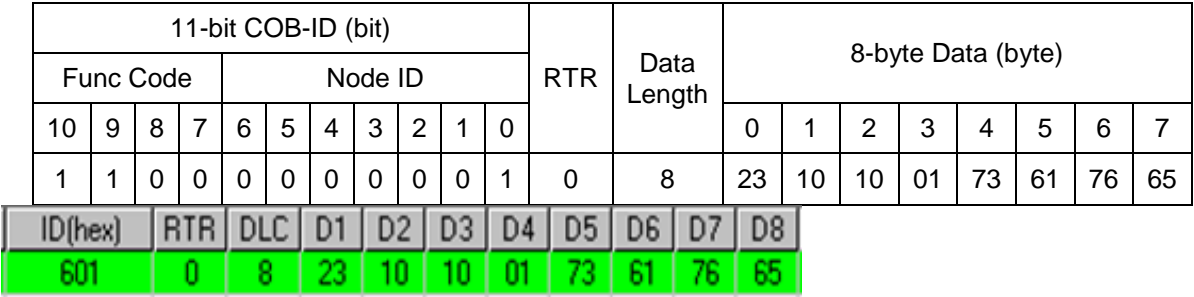 11-bit COB-ID (bit) RTR Data Length 8-byte Data (byte)
Func Code Node ID
10 9 8 7 6 5 4 3 2 1 0 0 1 2 3 4 5 6 7
1 1 0 0 0 0 0 0 0 0 1 0 8 23 10 10 01 73 61 76 65
ID(hex) RTR DLC D1 D2 D3 D4 D5 D6 D7 D8
601 0 8 23 10 10 01 73 61 76 65